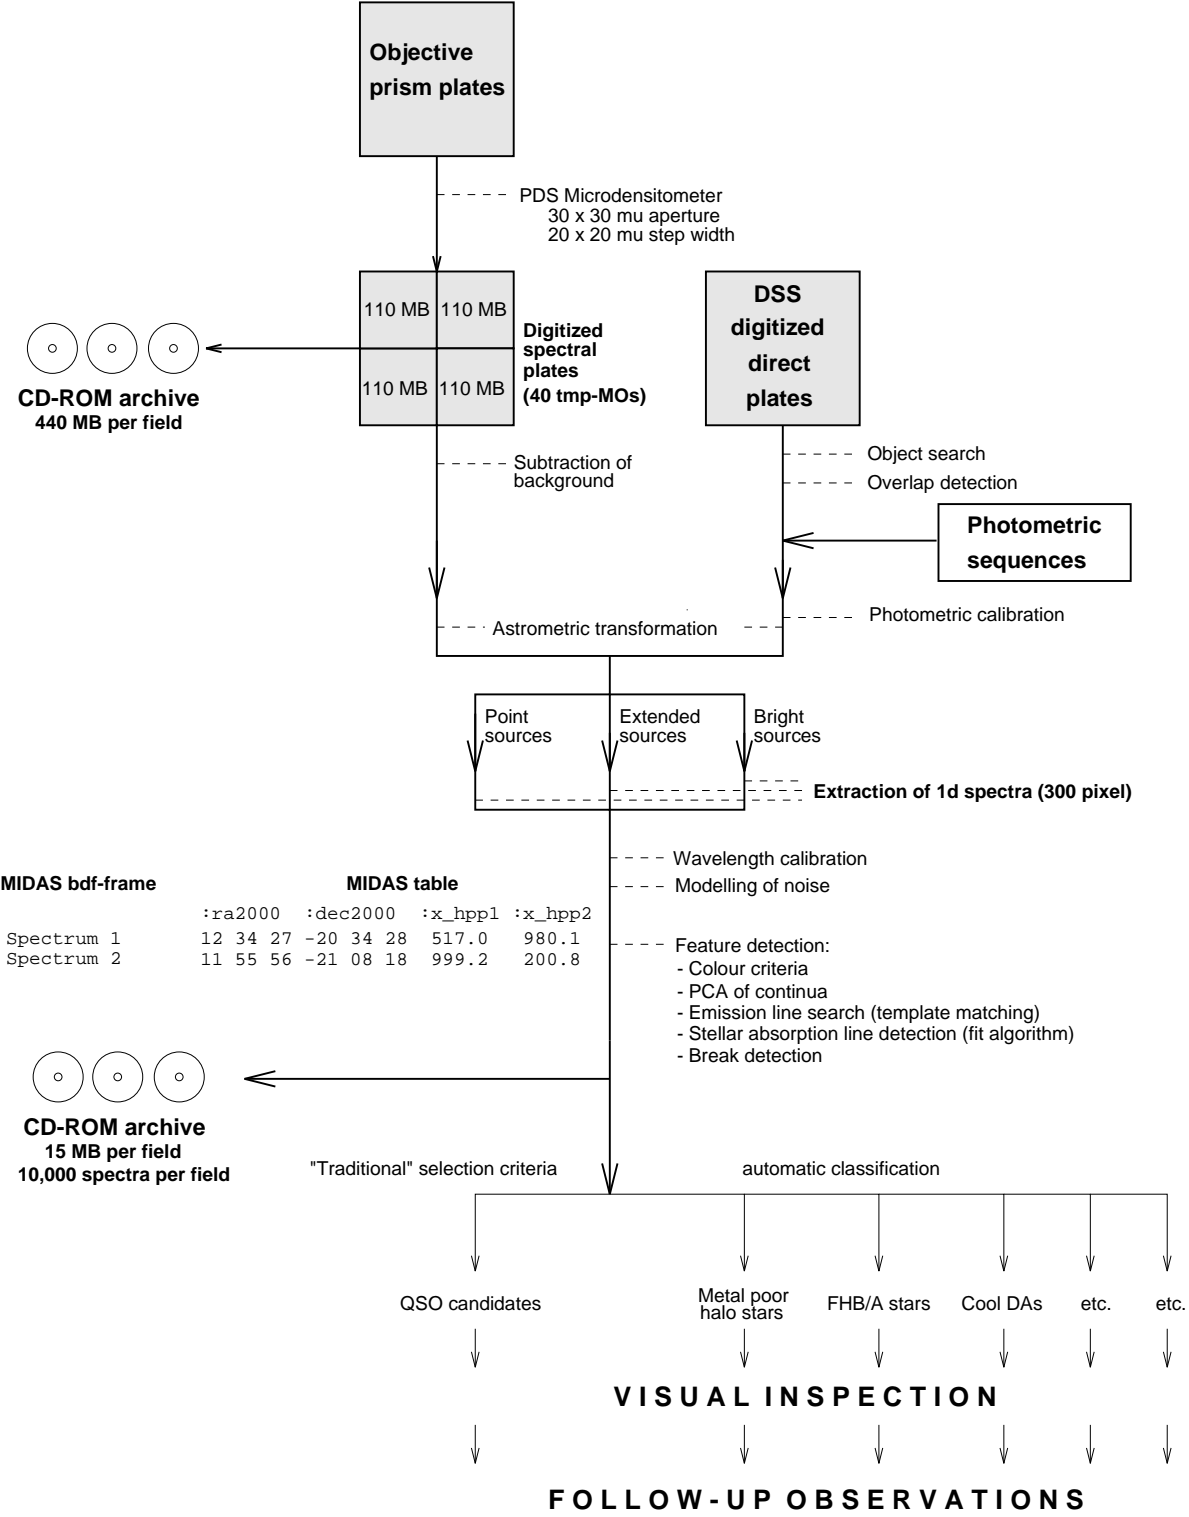 Objective
prism plates
PDS Microdensitometer
30 x 30 mu aperture
20 x 20 mu step width
110 MB 110 MB
110 MB 110 MB
Digitized
spectral
plates
(40 tmp-MOs)
DSS
digitized
direct
plates
CD-ROM archive
440 MB per field
Subtraction of
background
Object search
Overlap detection
Photometric
sequences
Photometric calibration
Astrometric transformation
Point
sources
Extended
sources
Bright
sources
Extraction of 1d spectra (300 pixel)
Wavelength calibration
Modelling of noise
MIDAS bdf-frame
MIDAS table
:ra2000 :dec2000 :x_hpp1 :x_hpp2
Spectrum 1 12 34 27 -20 34 28 517.0 980.1
Spectrum 2 11 55 56 -21 08 18 999.2 200.8
Feature detection:
- Colour criteria
- PCA of continua
- Emission line search (template matching)
- Stellar absorption line detection (fit algorithm)
- Break detection
CD-ROM archive
15 MB per field
10,000 spectra per field
"Traditional" selection criteria
automatic classification
QSO candidates
Metal poor
halo stars
FHB/A stars
Cool DAs
etc.
etc.
VISUAL INSPECTION
FOLLOW-UP OBSERVATIONS